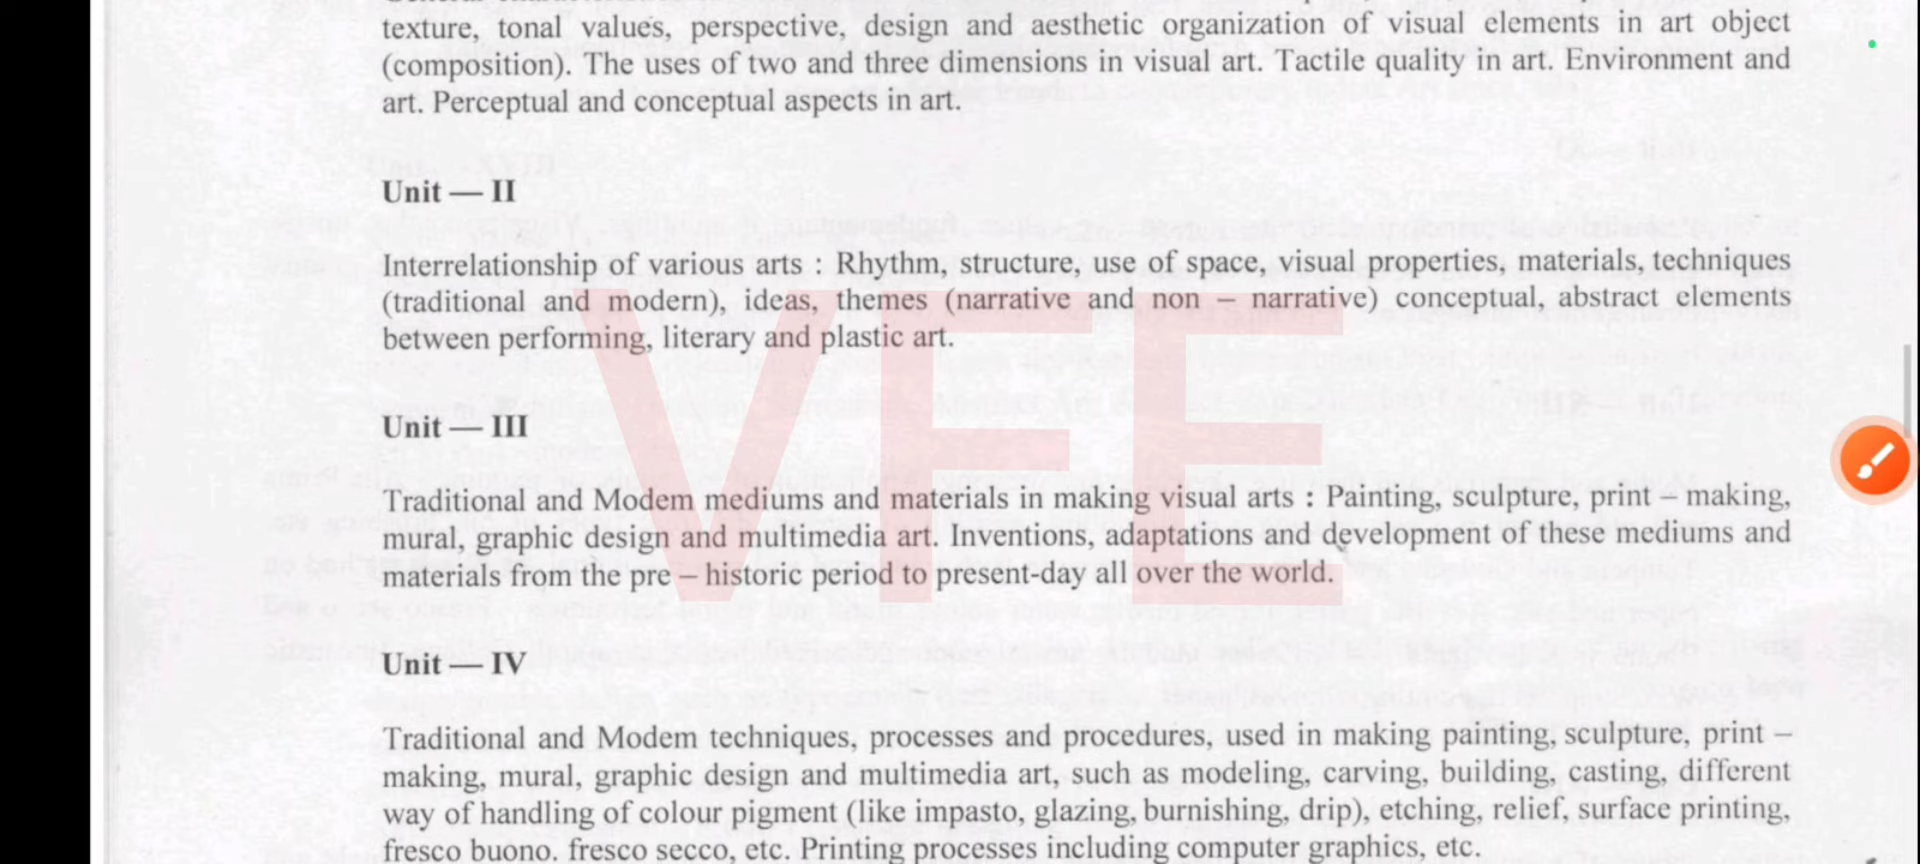 texture, tonal values, perspective, design and aesthetic organization of visual elements in art object
(composition). The uses of two and three dimensions in visual art. Tactile quality in art. Environment and
art. Perceptual and conceptual aspects in art.
Unit — II
Interrelationship of various arts : Rhythm, structure, use of space, visual properties, materials, techniques
(traditional and modern), ideas, themes (narrative and non – narrative) conceptual, abstract elements
between performing, literary and plastic art.
Unit — III
Traditional and Modem mediums and materials in making visual arts : Painting, sculpture, print – making,
mural, graphic design and multimedia art. Inventions, adaptations and development of these mediums and
materials from the pre – historic period to present-day all over the world.
Unit — IV
Traditional and Modem techniques, processes and procedures, used in making painting, sculpture, print –
making, mural, graphic design and multimedia art, such as modeling, carving, building, casting, different
way of handling of colour pigment (like impasto, glazing, burnishing, drip), etching, relief, surface printing,
fresco buono. fresco secco, etc. Printing processes including computer graphics, etc.